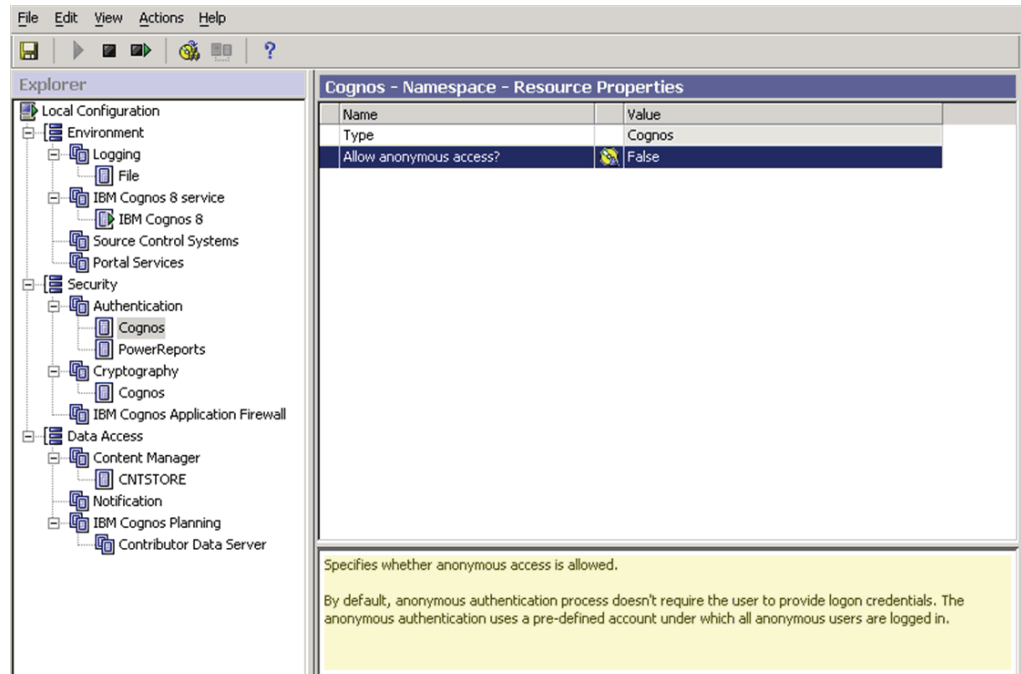 File Edit View Actions Help
?
Explorer
Local Configuration
Environment
Logging
File
IBM Cognos 8 service
IBM Cognos 8
Source Control Systems
Portal Services
Security
Authentication
Cognos
PowerReports
Cryptography
Cognos
IBM Cognos Application Firewall
Data Access
Content Manager
CNTSTORE
Notification
IBM Cognos Planning
Contributor Data Server
Cognos - Namespace - Resource Properties
Name Value
Type Cognos
Allow anonymous access? False
Specifies whether anonymous access is allowed.
By default, anonymous authentication process doesn't require the user to provide logon credentials. The
anonymous authentication uses a pre-defined account under which all anonymous users are logged in.